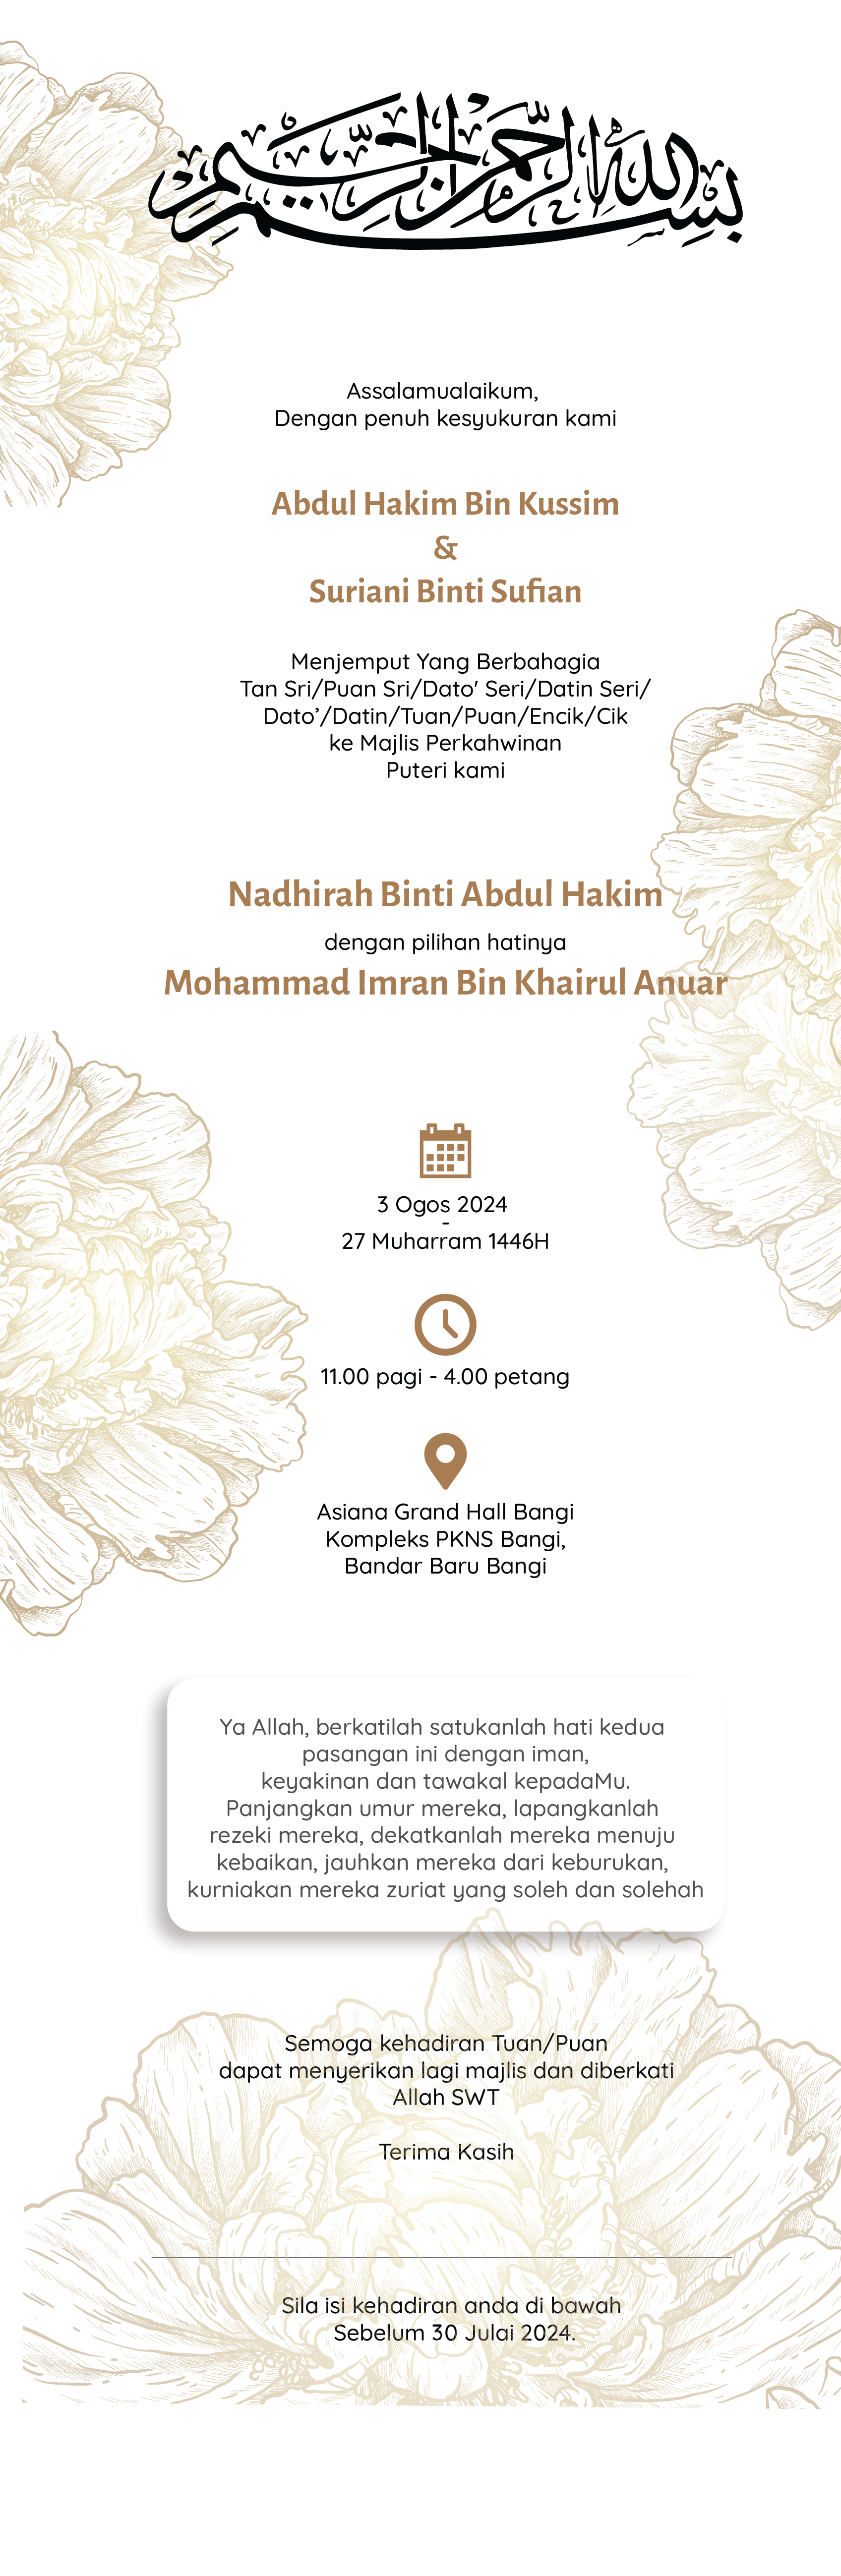 بسم الله الرحمن الرحيم
Assalamualaikum,
Dengan penuh kesyukuran kami
Abdul Hakim Bin Kussim
&
Suriani Binti Sufian
Menjemput Yang Berbahagia
Tan Sri/Puan Sri/Dato' Seri/Datin Seri/
Dato’/Datin/Tuan/Puan/Encik/Cik
ke Majlis Perkahwinan
Puteri kami
Nadhirah Binti Abdul Hakim
dengan pilihan hatinya
Mohammad Imran Bin Khairul Anuar
3 Ogos 2024
-
27 Muharram 1446H
11.00 pagi - 4.00 petang
Asiana Grand Hall Bangi
Kompleks PKNS Bangi,
Bandar Baru Bangi
Ya Allah, berkatilah satukanlah hati kedua
pasangan ini dengan iman,
keyakinan dan tawakal kepadaMu.
Panjangkan umur mereka, lapangkanlah
rezeki mereka, dekatkanlah mereka menuju
kebaikan, jauhkan mereka dari keburukan,
kurniakan mereka zuriat yang soleh dan solehah
Semoga kehadiran Tuan/Puan
dapat menyerikan lagi majlis dan diberkati
Allah SWT
Terima Kasih
Sila isi kehadiran anda di bawah
Sebelum 30 Julai 2024.